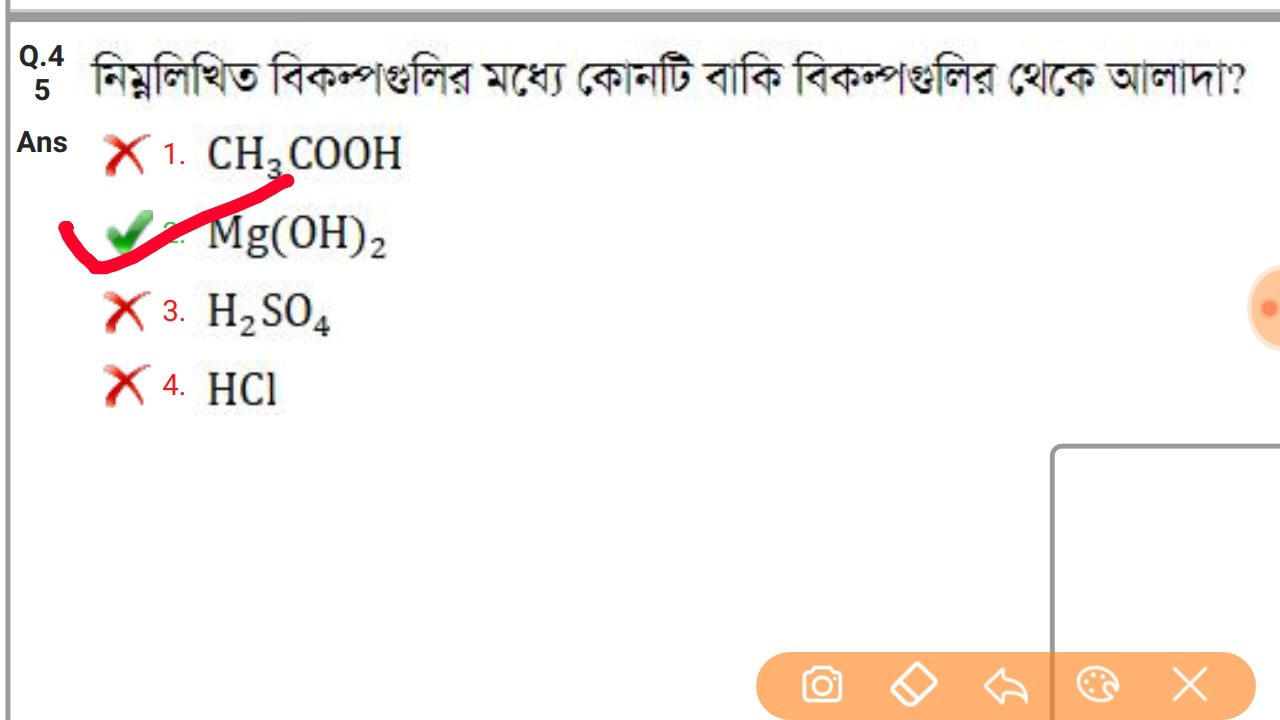 Q.45 নিম্নলিখিত বিকল্পগুলির মধ্যে কোনটি বাকি বিকল্পগুলির থেকে আলাদা?
Ans 1. CH₃COOH
2. Mg(OH)₂
3. H₂SO₄
4. HCl